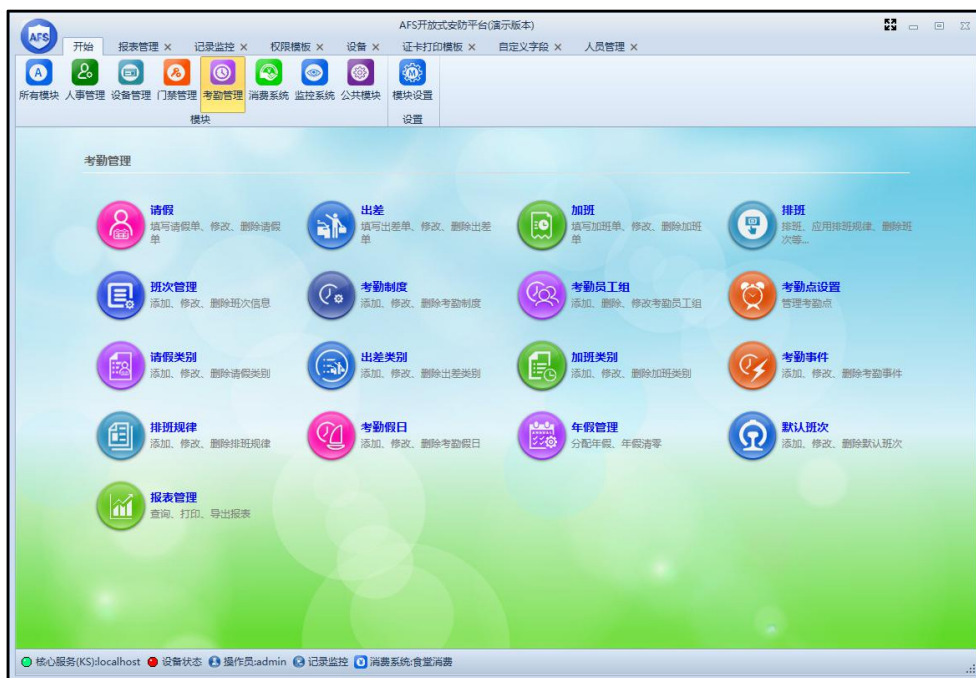 AFS开放式安防平台(演示版本)
AFS
开始 报表管理 记录监控 权限模板 设备 证卡打印模板 自定义字段 人员管理
A M
所有模块 人事管理 设备管理 门禁管理 考勤管理 消费系统 监控系统 公共模块 模块设置
模块 设置
考勤管理
请假 出差 加班 排班
填写请假单、修改、删除请假 填写出差单、修改、删除出差 填写加班单、修改、删除加班 排班、应用排班规律、删除班
单 单 单 次等...
班次管理 考勤制度 考勤员工组 考勤点设置
添加、修改、删除班次信息 添加、修改、删除考勤制度 添加、删除、修改考勤员工组 管理考勤点
请假类别 出差类别 加班类别 考勤事件
添加、修改、删除请假类别 添加、修改、删除出差类别 添加、修改、删除加班类别 添加、修改、删除考勤事件
排班规律 考勤假日 年假管理 默认班次
添加、修改、删除排班规律 添加、修改、删除考勤假日 分配年假、年假清零 添加、修改、删除默认班次
报表管理
查询、打印、导出报表
核心服务(KS):localhost 设备状态 操作员:admin 记录监控 消费系统:食堂消费